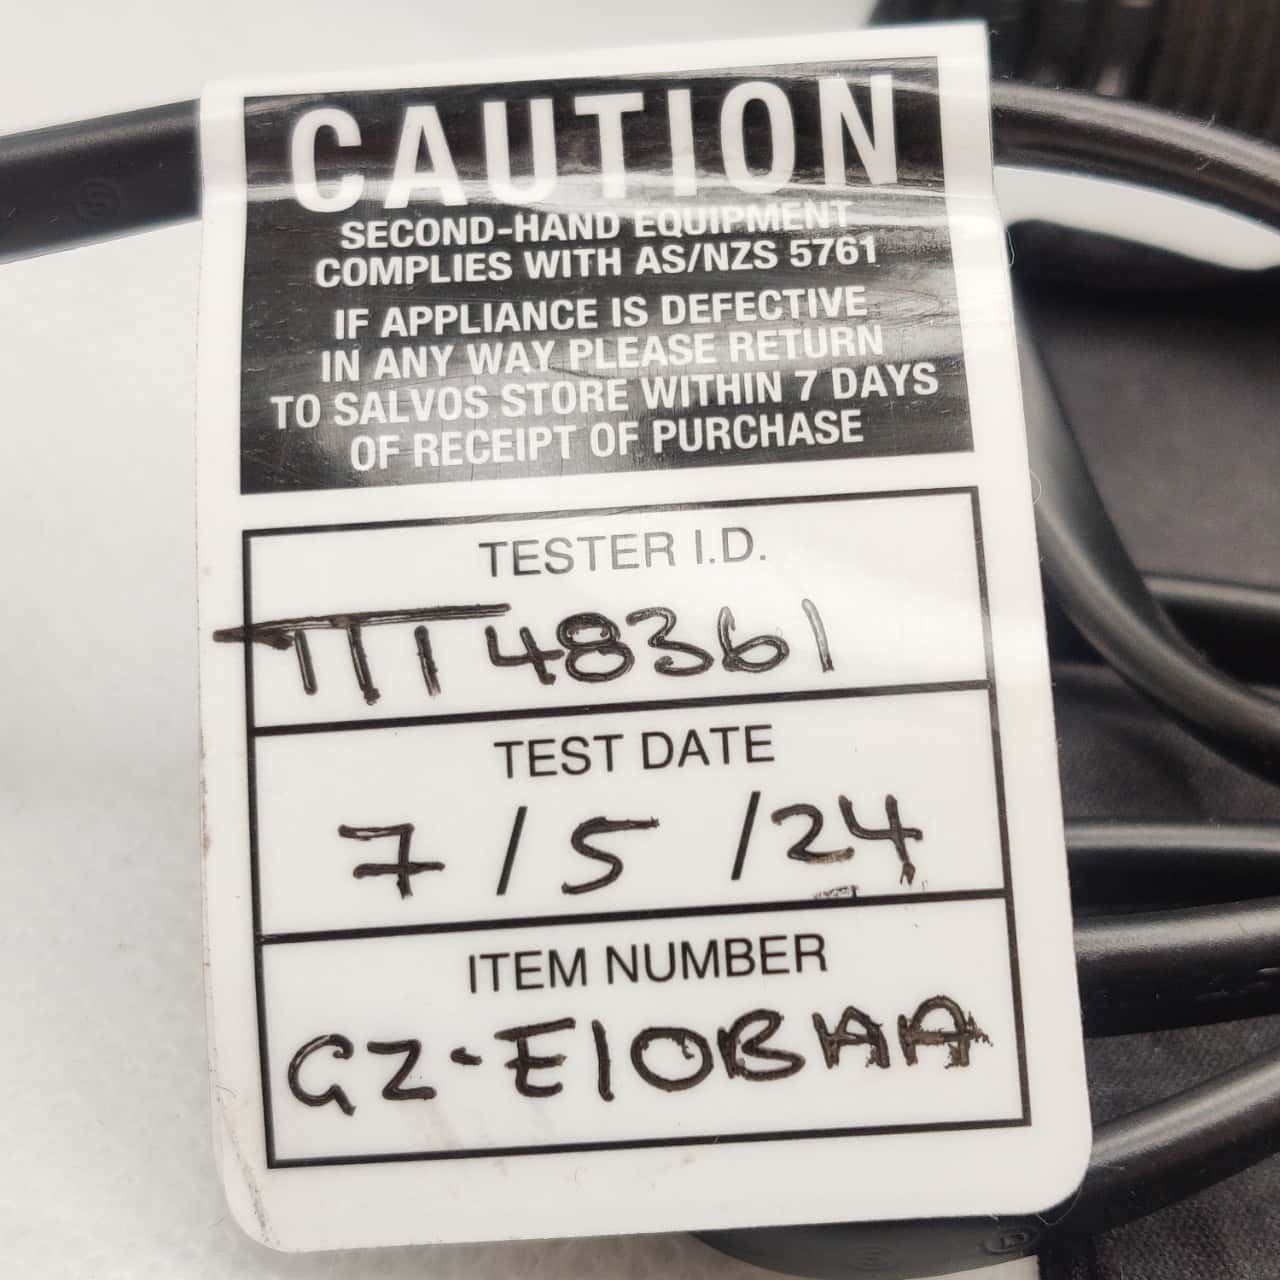 CAUTION
SECOND-HAND EQUIPMENT
COMPLIES WITH AS/NZS 5761
IF APPLIANCE IS DEFECTIVE
IN ANY WAY PLEASE RETURN
TO SALVOS STORE WITHIN 7 DAYS
OF RECEIPT OF PURCHASE
TESTER I.D.
TTT48361
TEST DATE
7/5/24
ITEM NUMBER
GZ-E10BAA